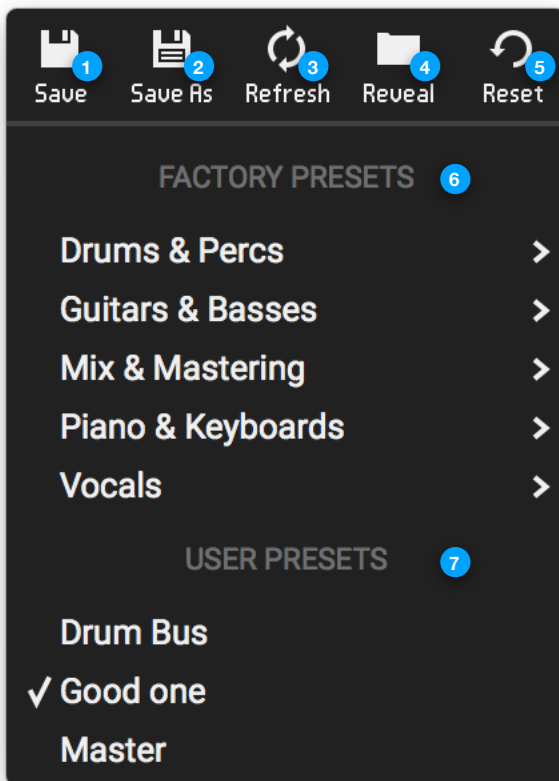 1 2 3 4 5
Save Save As Refresh Reveal Reset
FACTORY PRESETS 6
Drums & Percs >
Guitars & Basses >
Mix & Mastering >
Piano & Keyboards >
Vocals >
USER PRESETS 7
Drum Bus
✓ Good one
Master